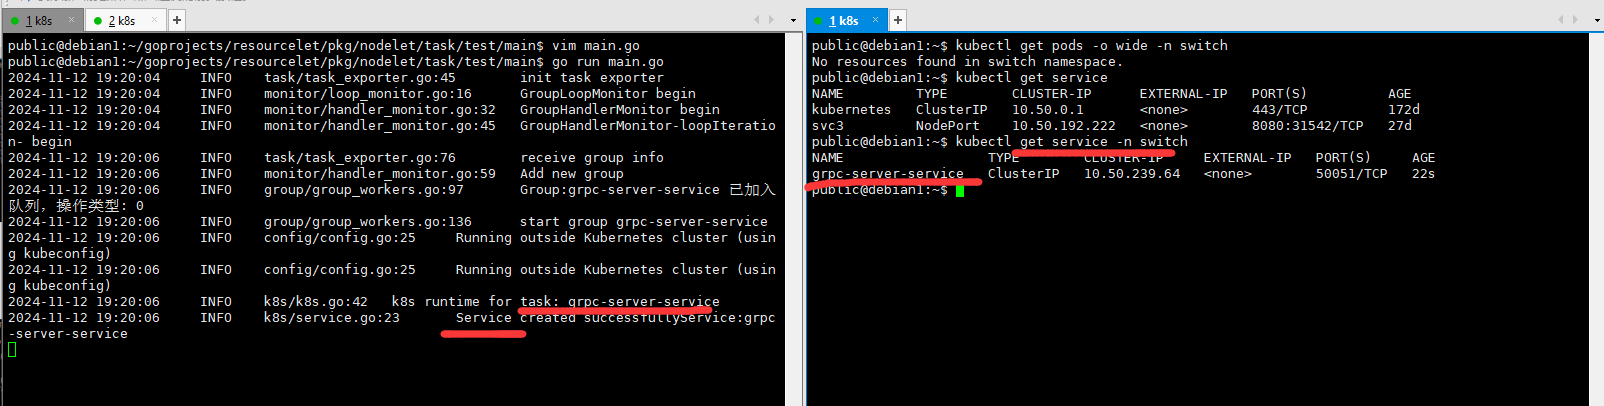 1 k8s × 2 k8s × +
public@debian1:~/goprojects/resourcelet/pkg/nodelet/task/test/main$ vim main.go
public@debian1:~/goprojects/resourcelet/pkg/nodelet/task/test/main$ go run main.go
2024-11-12 19:20:04     INFO    task/task_exporter.go:45        init task exporter
2024-11-12 19:20:04     INFO    monitor/loop_monitor.go:16      GroupLoopMonitor begin
2024-11-12 19:20:04     INFO    monitor/handler_monitor.go:32   GroupHandlerMonitor begin
2024-11-12 19:20:04     INFO    monitor/handler_monitor.go:45   GroupHandlerMonitor-loopIteratio
n- begin
2024-11-12 19:20:06     INFO    task/task_exporter.go:76        receive group info
2024-11-12 19:20:06     INFO    monitor/handler_monitor.go:59   Add new group
2024-11-12 19:20:06     INFO    group/group_workers.go:97       Group:grpc-server-service 已加入
队列，操作类型: 0
2024-11-12 19:20:06     INFO    group/group_workers.go:136      start group grpc-server-service
2024-11-12 19:20:06     INFO    config/config.go:25     Running outside Kubernetes cluster (usin
g kubeconfig)
2024-11-12 19:20:06     INFO    config/config.go:25     Running outside Kubernetes cluster (usin
g kubeconfig)
2024-11-12 19:20:06     INFO    k8s/k8s.go:42   k8s runtime for task: grpc-server-service
2024-11-12 19:20:06     INFO    k8s/service.go:23       Service created successfullyService:grpc
-server-service
1 k8s × +
public@debian1:~$ kubectl get pods -o wide -n switch
No resources found in switch namespace.
public@debian1:~$ kubectl get service
NAME         TYPE        CLUSTER-IP      EXTERNAL-IP   PORT(S)          AGE
kubernetes   ClusterIP   10.50.0.1       <none>        443/TCP          172d
svc3         NodePort    10.50.192.222   <none>        8080:31542/TCP   27d
public@debian1:~$ kubectl get service -n switch
NAME                  TYPE        CLUSTER-IP     EXTERNAL-IP   PORT(S)     AGE
grpc-server-service   ClusterIP   10.50.239.64   <none>        50051/TCP   22s
public@debian1:~$